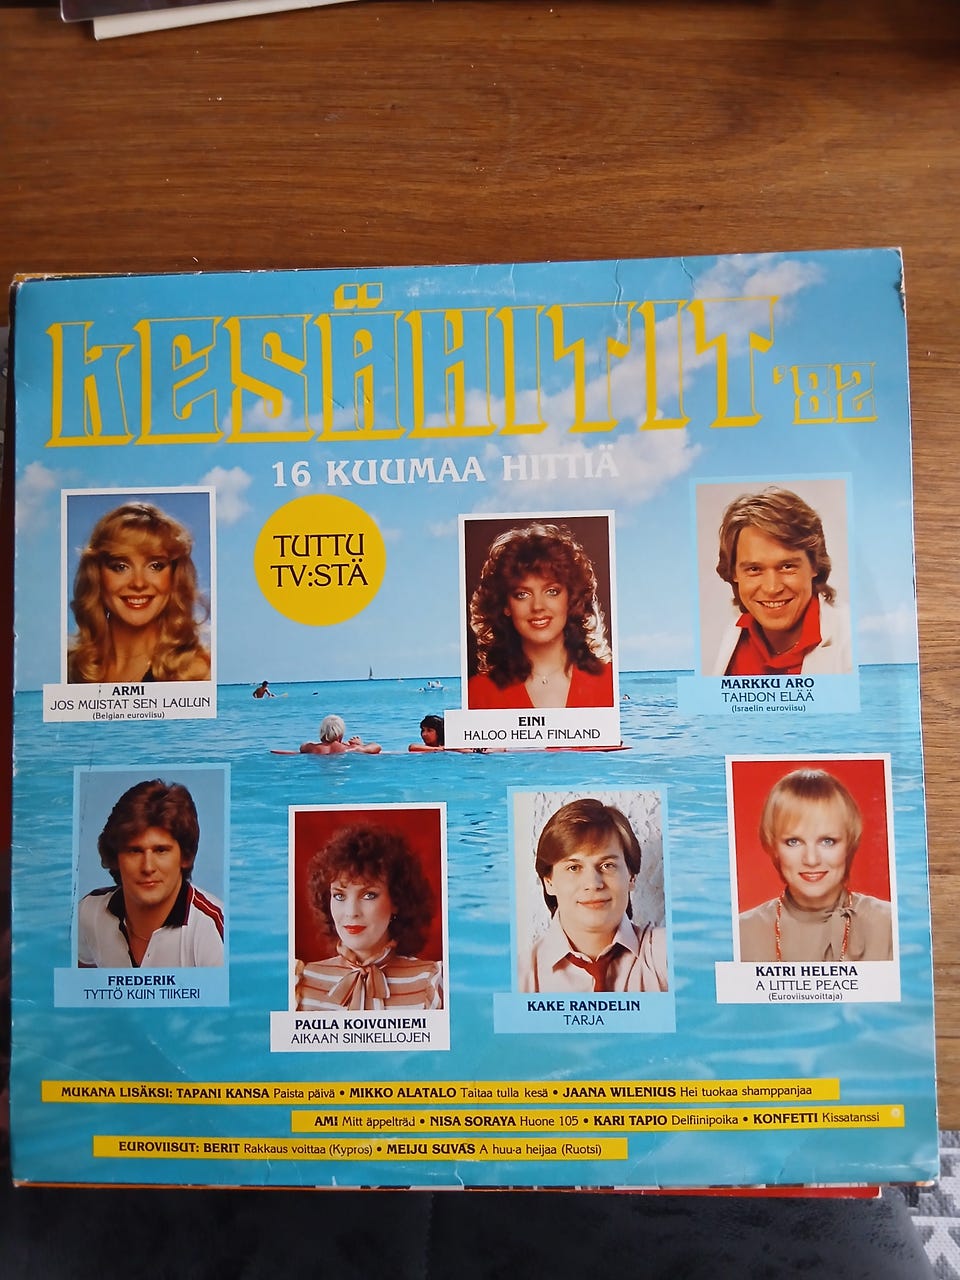 KESÄHITIT '82
16 KUUMAA HITTIÄ
TUTTU
TV:STÄ
ARMI
JOS MUISTAT SEN LAULUN
(Belgian euroviisu)
EINI
HALOO HELA FINLAND
MARKKU ARO
TAHDON ELÄÄ
(Israelin euroviisu)
FREDERIK
TYTTÖ KUIN TIIKERI
PAULA KOIVUNIEMI
AIKAAN SINIKELLOJEN
KAKE RANDELIN
TARJA
KATRI HELENA
A LITTLE PEACE
(Euroviisuvoittaja)
MUKANA LISÄKSI: TAPANI KANSA Paista päivä • MIKKO ALATALO Taitaa tulla kesä • JAANA WILENIUS Hei tuokaa shamppanjaa
AMI Mitt äppelträd • NISA SORAYA Huone 105 • KARI TAPIO Delfiinipoika • KONFETTI Kissatanssi
EUROVIISUT: BERIT Rakkaus voittaa (Kypros) • MEIJU SUVAS A huu-a heijaa (Ruotsi)